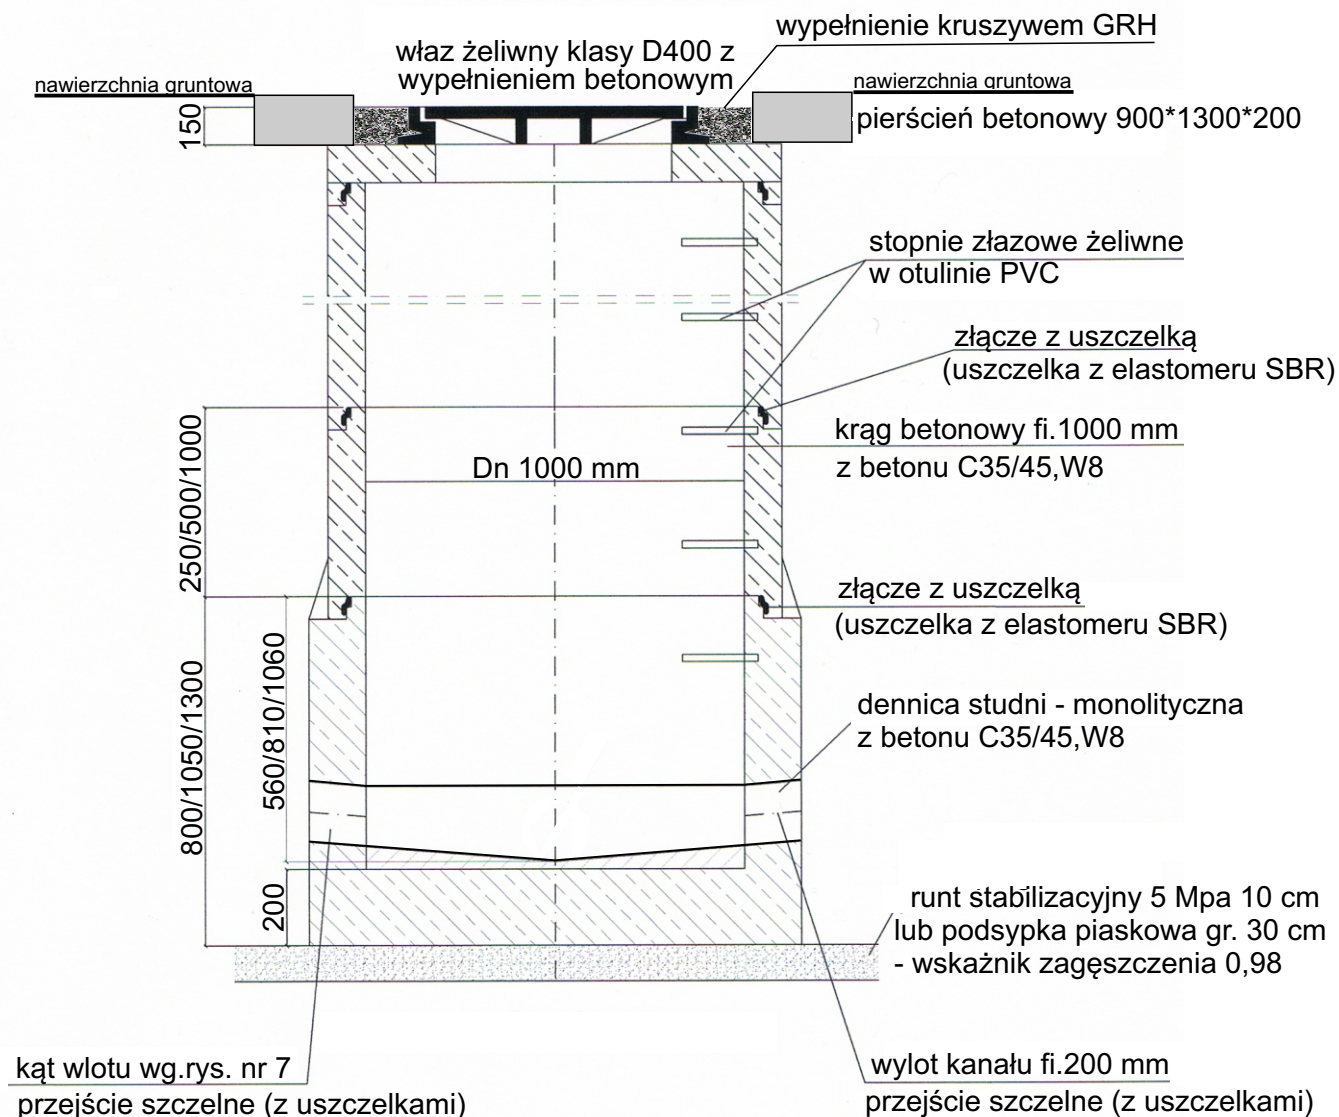 wypełnienie kruszywem GRH
właz żeliwny klasy D400 z
wypełnieniem betonowym
nawierzchnia gruntowa
nawierzchnia gruntowa
150
pierścień betonowy 900*1300*200
stopnie złazowe żeliwne
w otulinie PVC
złącze z uszczelką
(uszczelka z elastomeru SBR)
250/500/1000
krąg betonowy fi.1000 mm
z betonu C35/45,W8
Dn 1000 mm
złącze z uszczelką
(uszczelka z elastomeru SBR)
800/1050/1300
560/810/1060
dennica studni - monolityczna
z betonu C35/45,W8
200
runt stabilizacyjny 5 Mpa 10 cm
lub podsypka piaskowa gr. 30 cm
- wskażnik zagęszczenia 0,98
kąt wlotu wg.rys. nr 7
przejście szczelne (z uszczelkami)
wylot kanału fi.200 mm
przejście szczelne (z uszczelkami)